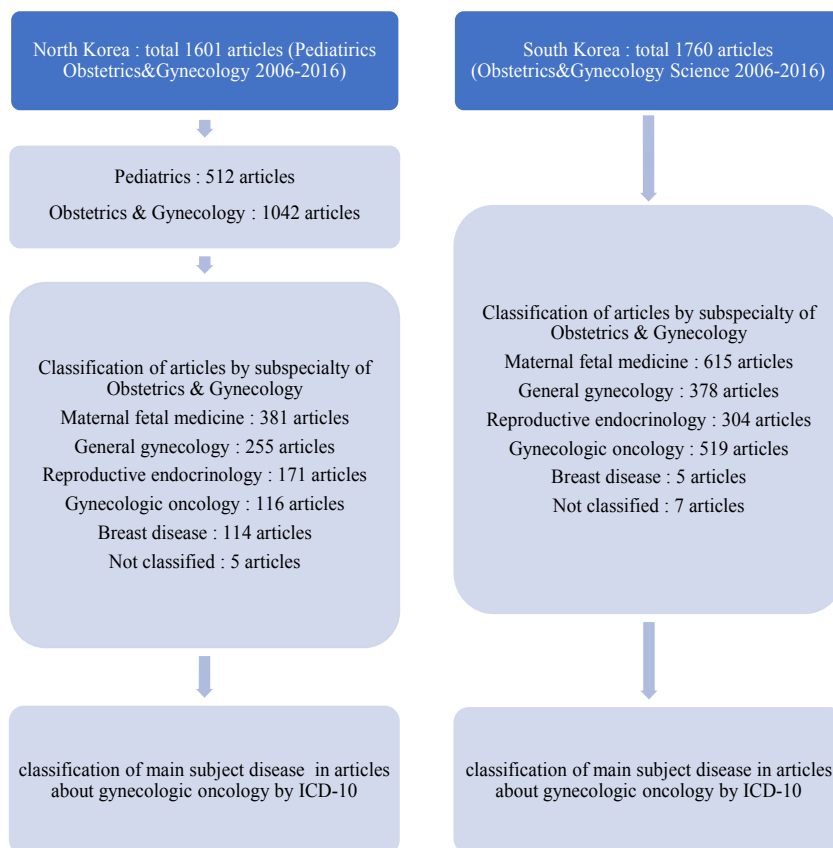 North Korea : total 1601 articles (Pediatirics
Obstetrics&Gynecology 2006-2016)
Pediatrics : 512 articles
Obstetrics & Gynecology : 1042 articles
Classification of articles by subspecialty of
Obstetrics & Gynecology
Maternal fetal medicine : 381 articles
General gynecology : 255 articles
Reproductive endocrinology : 171 articles
Gynecologic oncology : 116 articles
Breast disease : 114 articles
Not classified : 5 articles
classification of main subject disease in articles
about gynecologic oncology by ICD-10
South Korea : total 1760 articles
(Obstetrics&Gynecology Science 2006-2016)
Classification of articles by subspecialty of
Obstetrics & Gynecology
Maternal fetal medicine : 615 articles
General gynecology : 378 articles
Reproductive endocrinology : 304 articles
Gynecologic oncology : 519 articles
Breast disease : 5 articles
Not classified : 7 articles
classification of main subject disease in articles
about gynecologic oncology by ICD-10